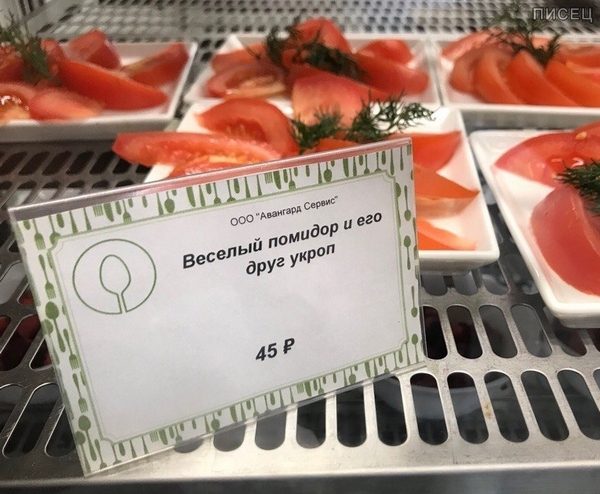 ПИСЕЦ
ООО "Авангард Сервис"
Веселый помидор и его
друг укроп
45 ₽